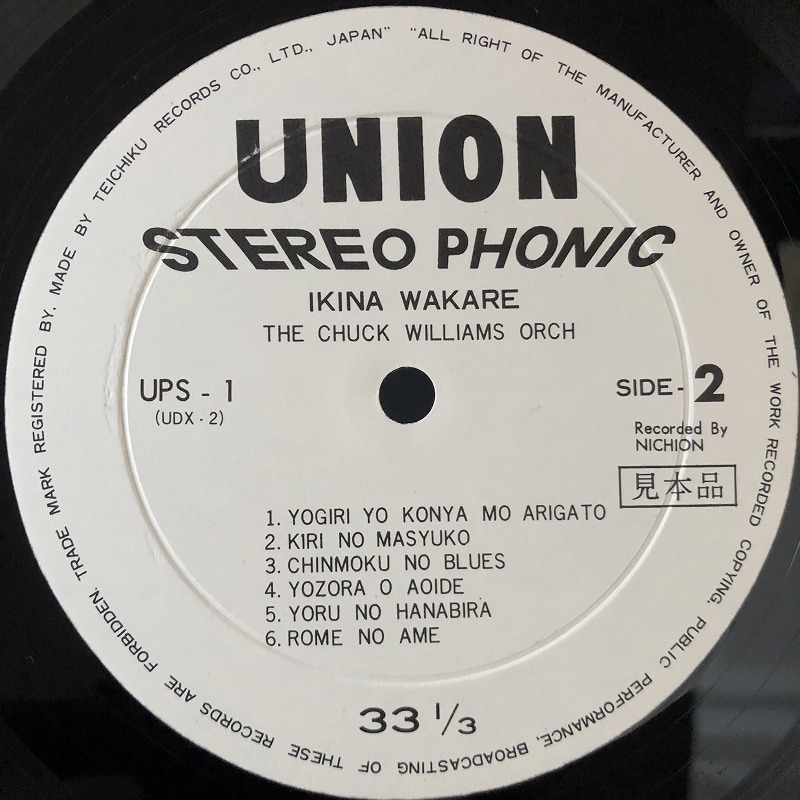 TRADE MARK REGISTERED BY. MADE BY TEICHIKU RECORDS CO., LTD., JAPAN" "ALL RIGHT OF THE MANUFACTURER AND OWNER OF THE WORK RECORDED COPYING, PUBLIC PERFORMANCE, BROADCASTING OF THESE RECORDS ARE FORBIDDEN.
UNION
STEREO PHONIC
IKINA WAKARE
THE CHUCK WILLIAMS ORCH
UPS - 1
(UDX - 2)
SIDE-2
Recorded By
NICHION
見本品
1. YOGIRI YO KONYA MO ARIGATO
2. KIRI NO MASYUKO
3. CHINMOKU NO BLUES
4. YOZORA O AOIDE
5. YORU NO HANABIRA
6. ROME NO AME
33 1/3